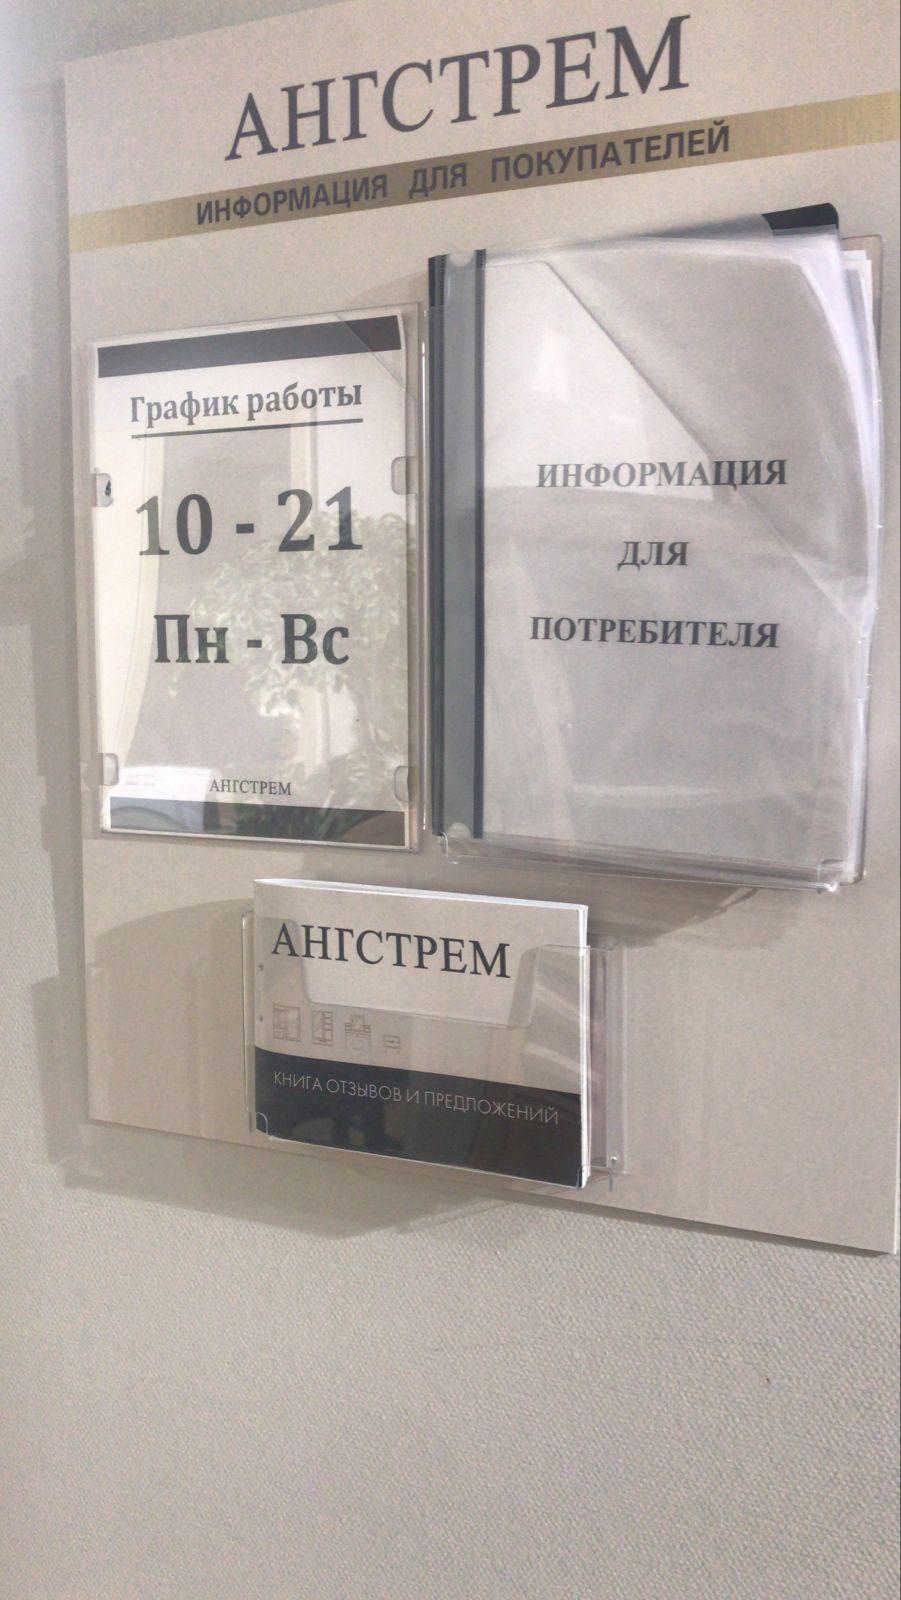 АНГСТРЕМ
ИНФОРМАЦИЯ ДЛЯ ПОКУПАТЕЛЕЙ
График работы
10 - 21
Пн - Вс
АНГСТРЕМ
ИНФОРМАЦИЯ
ДЛЯ
ПОТРЕБИТЕЛЯ
АНГСТРЕМ
КНИГА ОТЗЫВОВ И ПРЕДЛОЖЕНИЙ